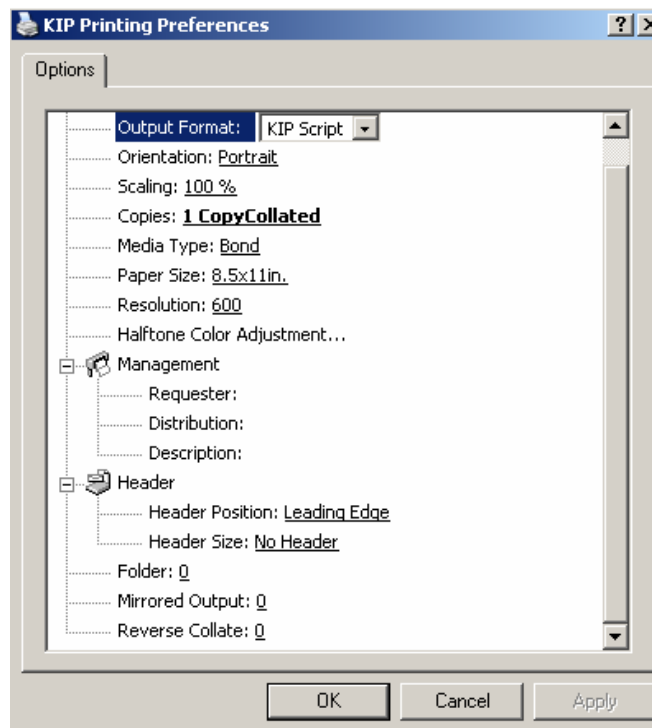 KIP Printing Preferences
Options
Output Format: KIP Script
Orientation: Portrait
Scaling: 100 %
Copies: 1 CopyCollated
Media Type: Bond
Paper Size: 8.5x11in.
Resolution: 600
Halftone Color Adjustment...
Management
Requester:
Distribution:
Description:
Header
Header Position: Leading Edge
Header Size: No Header
Folder: 0
Mirrored Output: 0
Reverse Collate: 0
OK Cancel Apply